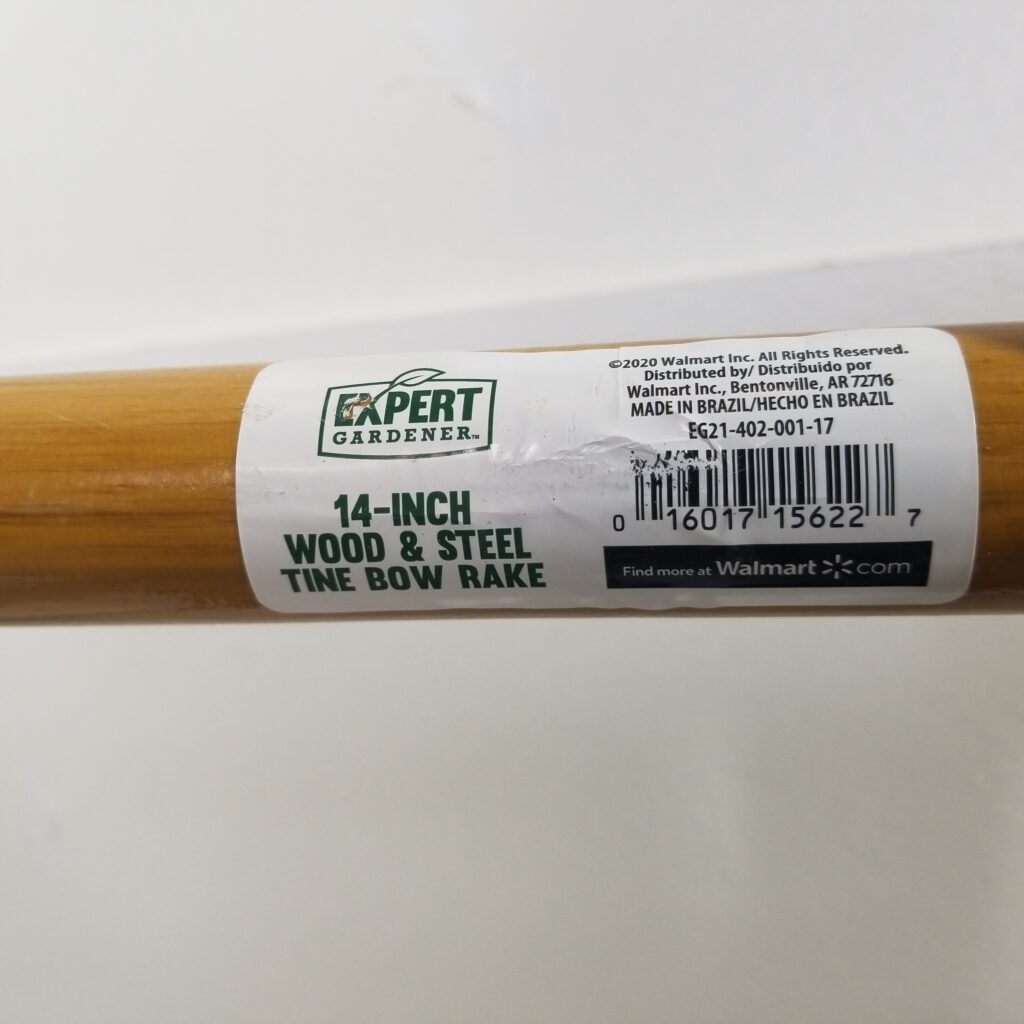 EXPERT
GARDENER™
14-INCH
WOOD & STEEL
TINE BOW RAKE
©2020 Walmart Inc. All Rights Reserved.
Distributed by/ Distribuido por
Walmart Inc., Bentonville, AR 72716
MADE IN BRAZIL/HECHO EN BRAZIL
EG21-402-001-17
0 16017 15622 7
Find more at Walmart.com